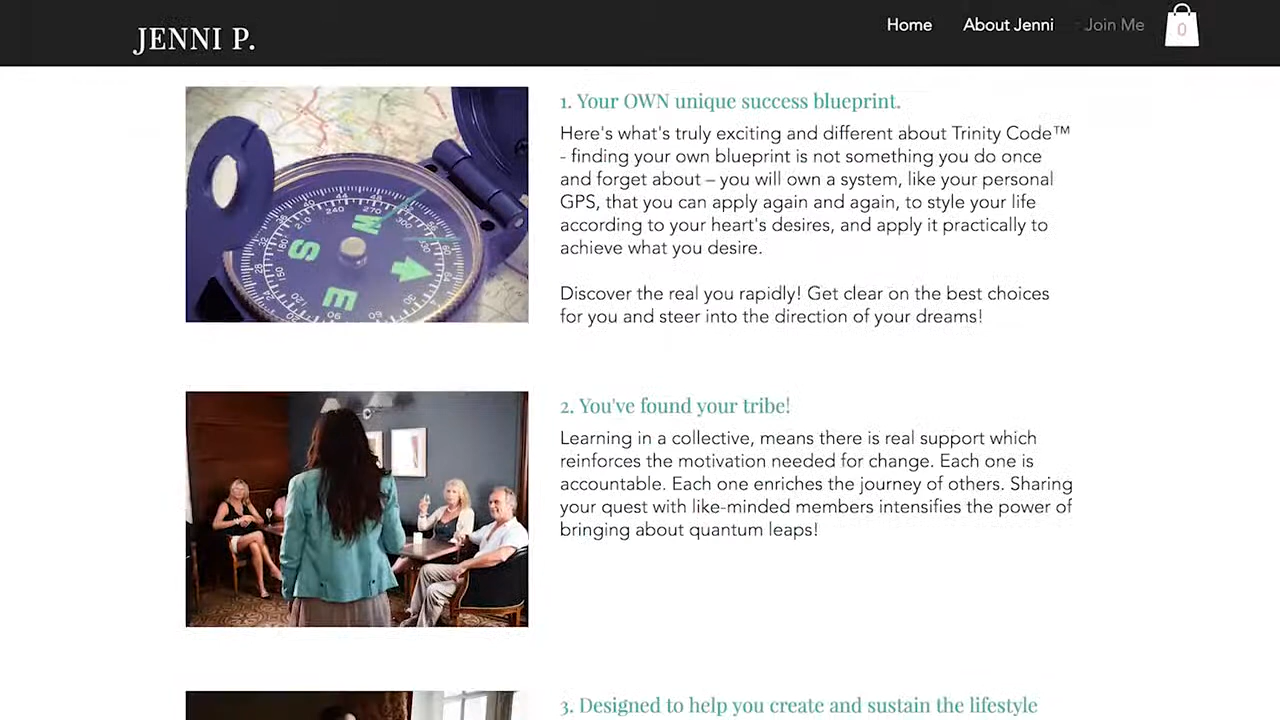 JENNI P.
Home
About Jenni
Join Me
0
1. Your OWN unique success blueprint.
Here's what's truly exciting and different about Trinity Code™
- finding your own blueprint is not something you do once
and forget about – you will own a system, like your personal
GPS, that you can apply again and again, to style your life
according to your heart's desires, and apply it practically to
achieve what you desire.
Discover the real you rapidly! Get clear on the best choices
for you and steer into the direction of your dreams!
W
S
E
2. You've found your tribe!
Learning in a collective, means there is real support which
reinforces the motivation needed for change. Each one is
accountable. Each one enriches the journey of others. Sharing
your quest with like-minded members intensifies the power of
bringing about quantum leaps!
3. Designed to help you create and sustain the lifestyle